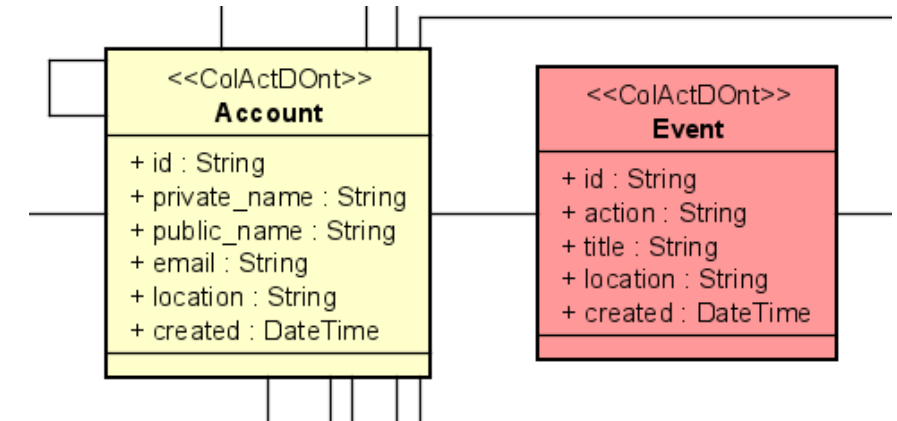 <<ColActDOnt>>
Account
+ id : String
+ private_name : String
+ public_name : String
+ email : String
+ location : String
+ created : DateTime
<<ColActDOnt>>
Event
+ id : String
+ action : String
+ title : String
+ location : String
+ created : DateTime